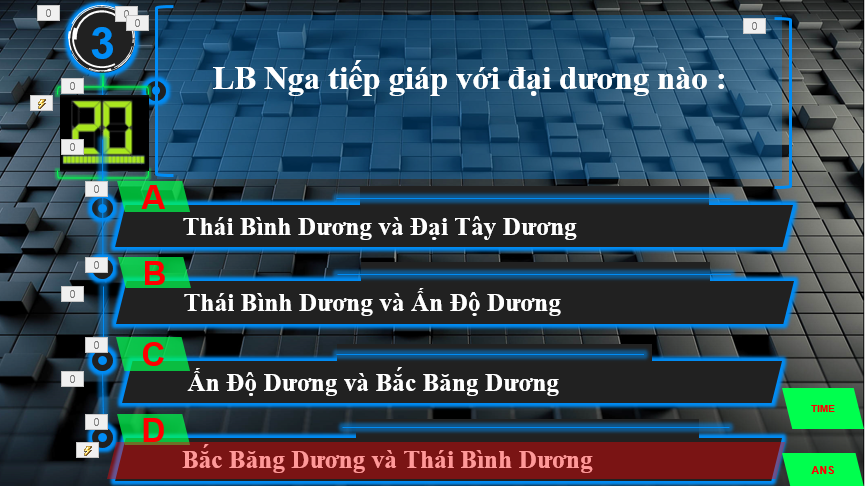 0
0
0
0
3
LB Nga tiếp giáp với đại dương nào :
0
20
0
0
A
Thái Bình Dương và Đại Tây Dương
0
B
0
Thái Bình Dương và Ấn Độ Dương
0
C
0
Ấn Độ Dương và Bắc Băng Dương
TIME
0
D
Bắc Băng Dương và Thái Bình Dương
ANS